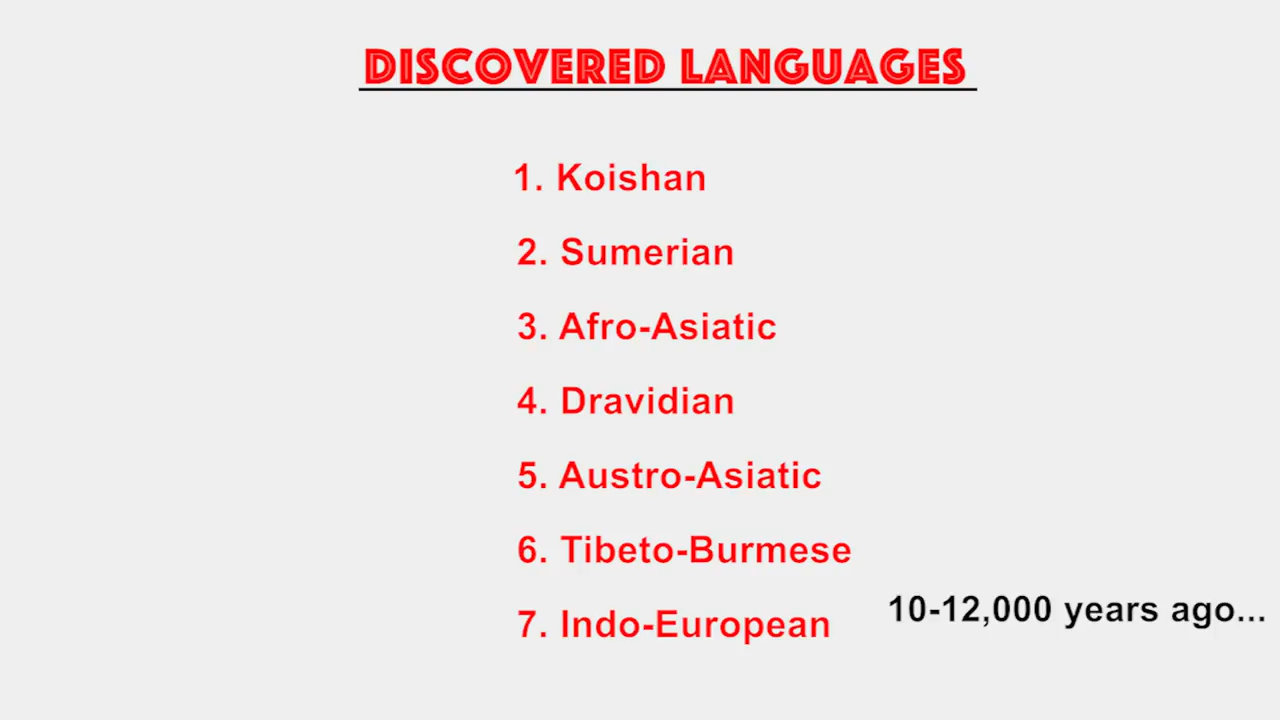 DISCOVERED LANGUAGES
1. Koishan
2. Sumerian
3. Afro-Asiatic
4. Dravidian
5. Austro-Asiatic
6. Tibeto-Burmese
7. Indo-European
10-12,000 years ago...